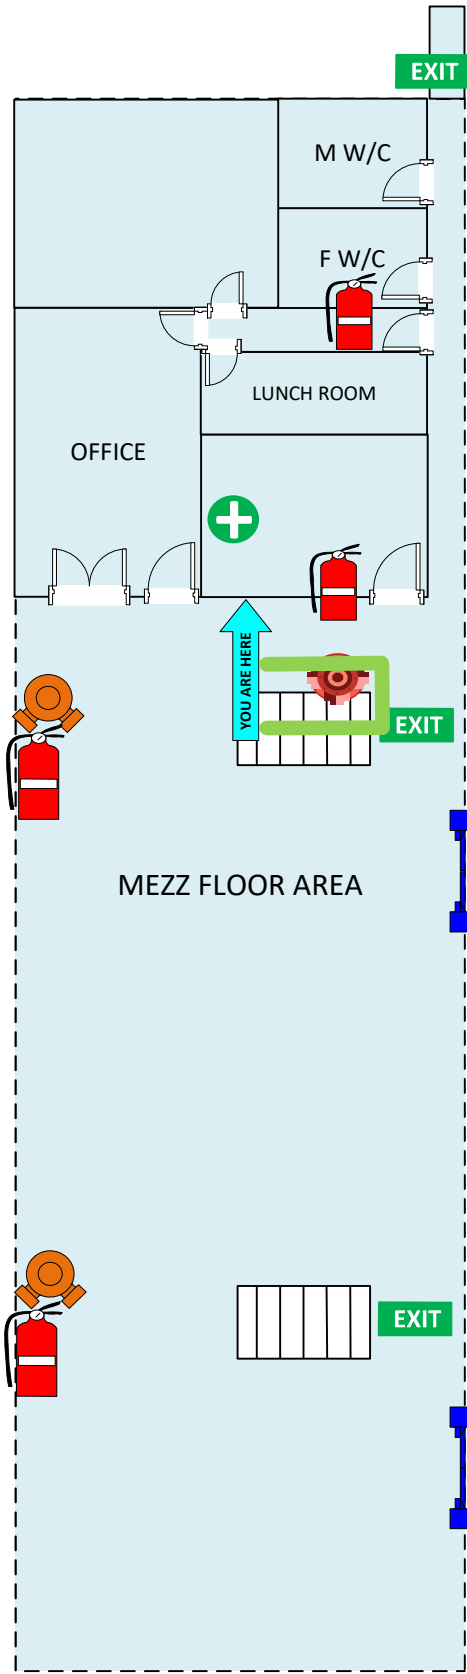 EXIT
M W/C
F W/C
LUNCH ROOM
OFFICE
YOU ARE HERE
EXIT
MEZZ FLOOR AREA
EXIT